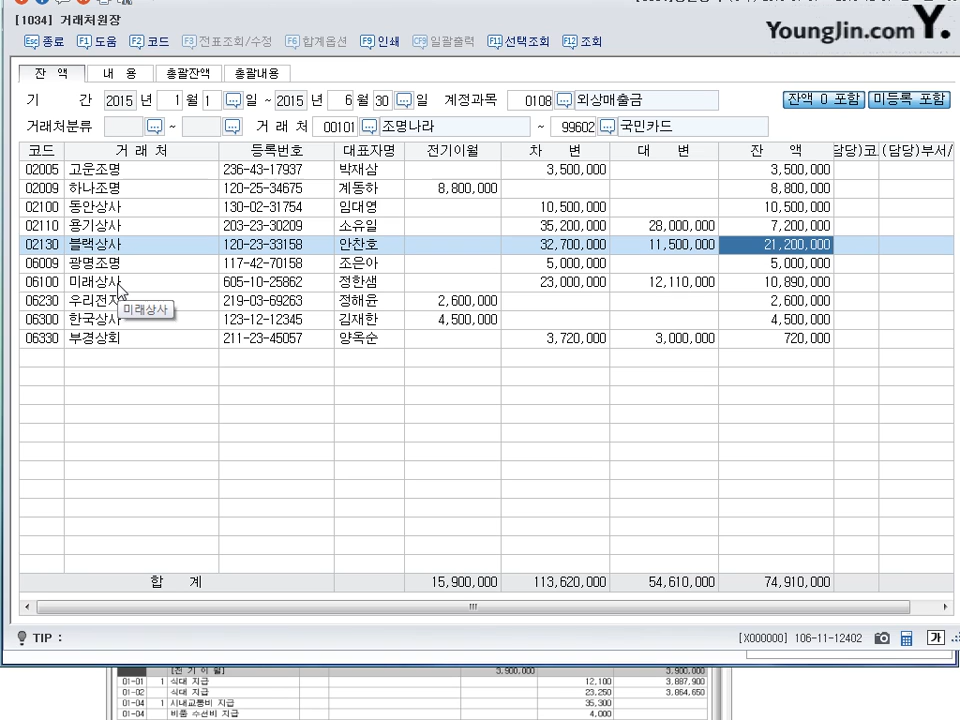 [1034] 거래처원장
YoungJin.com Y.
Esc 종료 F1 도움 F2 코드 F3 전표조회/수정 F6 합계옵션 F9 인쇄 CF9 일괄출력 F11 선택조회 F12 조회
잔 액 내 용 총괄잔액 총괄내용
기 간 2015 년 1 월 1 일 ~ 2015 년 6 월 30 일 계정과목 0108 외상매출금 잔액 0 포함 미등록 포함
거래처분류 ~ 거 래 처 00101 조명나라 ~ 99602 국민카드
코드 거 래 처 등록번호 대표자명 전기이월 차 변 대 변 잔 액 담당)코 (담당)부서/
02005 고운조명 236-43-17937 박재삼 3,500,000 3,500,000
02009 하나조명 120-25-34675 계동하 8,800,000 8,800,000
02100 동안상사 130-02-31754 임대영 10,500,000 10,500,000
02110 용기상사 203-23-30209 소유일 35,200,000 28,000,000 7,200,000
02130 블랙상사 120-23-33158 안찬호 32,700,000 11,500,000 21,200,000
06009 광명조명 117-42-70158 조은아 5,000,000 5,000,000
06100 미래상사 605-10-25862 정한샘 23,000,000 12,110,000 10,890,000
06230 우리전자 219-03-69263 정해윤 2,600,000 2,600,000
미래상사
06300 한국상사 123-12-12345 김재한 4,500,000 4,500,000
06330 부경상회 211-23-45057 양옥순 3,720,000 3,000,000 720,000
합 계 15,900,000 113,620,000 54,610,000 74,910,000
TIP : [X000000] 106-11-12402 가
[전 기 이 월] 3,900,000 3,900,000
01-01 1 식대 지급 12,100 3,887,900
01-02 식대 지급 23,250 3,864,650
01-04 1 시내교통비 지급 35,300
01-04 비품 수선비 지급 4,000